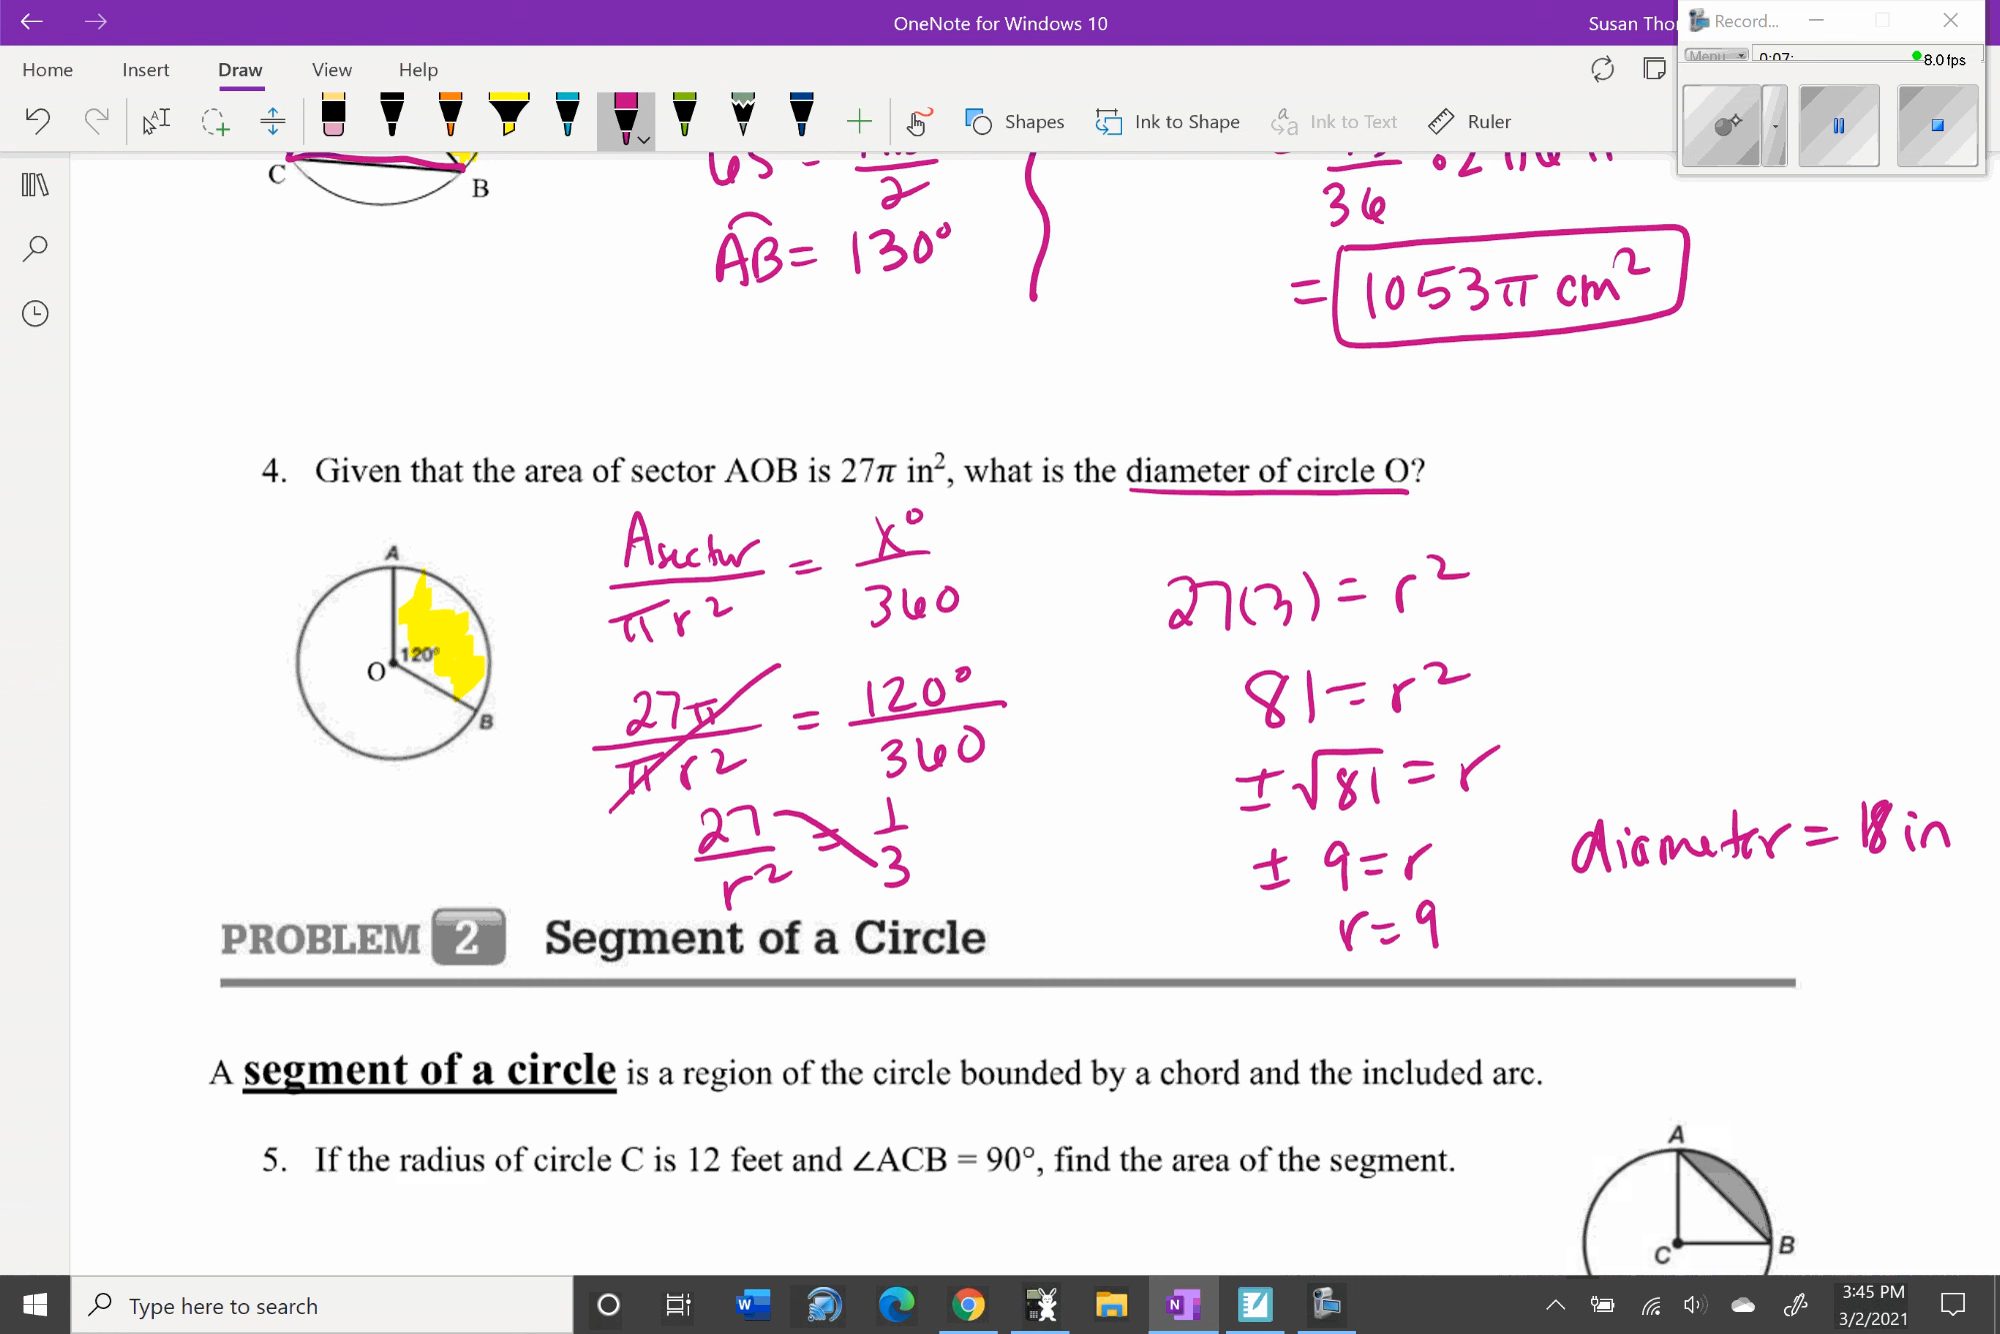 OneNote for Windows 10
Susan Tho
Record...
Home Insert Draw View Help
Menu 0:07: 8.0 fps
Shapes Ink to Shape Ink to Text Ruler
C
B
65 =
2
AB = 130°
36
= 1053π cm²
4. Given that the area of sector AOB is 27π in², what is the diameter of circle O?
A
O
120°
B
Asector / πr² = x° / 360
27π / πr² = 120° / 360
27 / r² = 1 / 3
27(3) = r²
81 = r²
± √81 = r
± 9 = r
r = 9
diameter = 18 in
PROBLEM 2 Segment of a Circle
A segment of a circle is a region of the circle bounded by a chord and the included arc.
5. If the radius of circle C is 12 feet and ∠ACB = 90°, find the area of the segment.
A
C
B
Type here to search
3:45 PM
3/2/2021